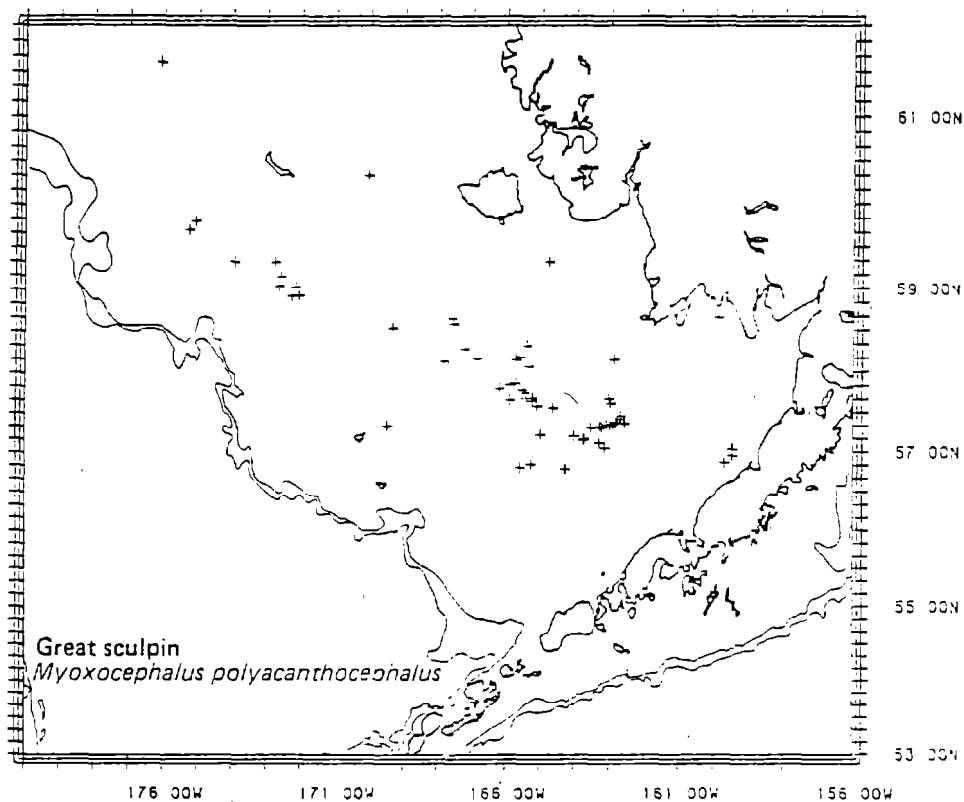 61 00N
59 00N
57 00N
55 00N
Great sculpin
Myoxocephalus polyacanthocephalus
53 00N
176 00W 171 00W 166 00W 161 00W 156 00W